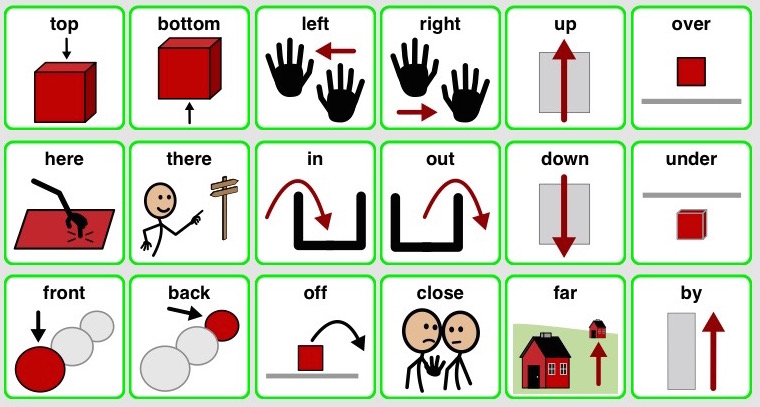 top
bottom
left
right
up
over
here
there
in
out
down
under
front
back
off
close
far
by